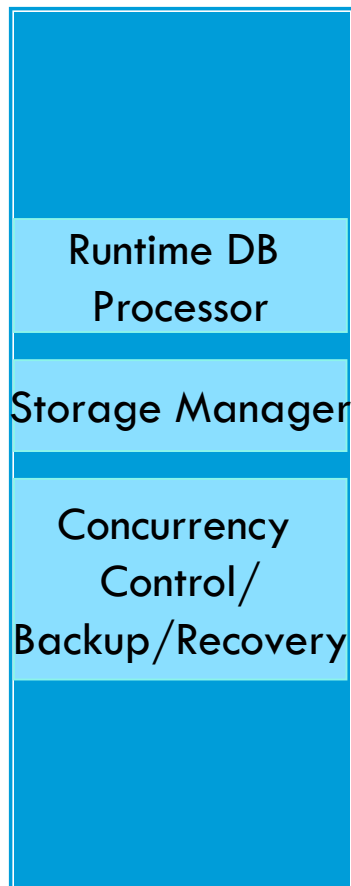 Runtime DB
Processor
Storage Manager
Concurrency
Control/
Backup/Recovery